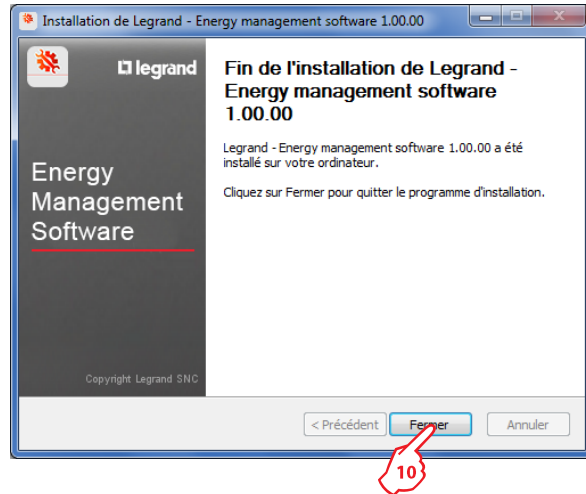 Installation de Legrand - Energy management software 1.00.00
legrand
Energy
Management
Software
Copyright Legrand SNC
Fin de l'installation de Legrand -
Energy management software
1.00.00
Legrand - Energy management software 1.00.00 a été
installé sur votre ordinateur.
Cliquez sur Fermer pour quitter le programme d'installation.
< Précédent
Fermer
Annuler
10